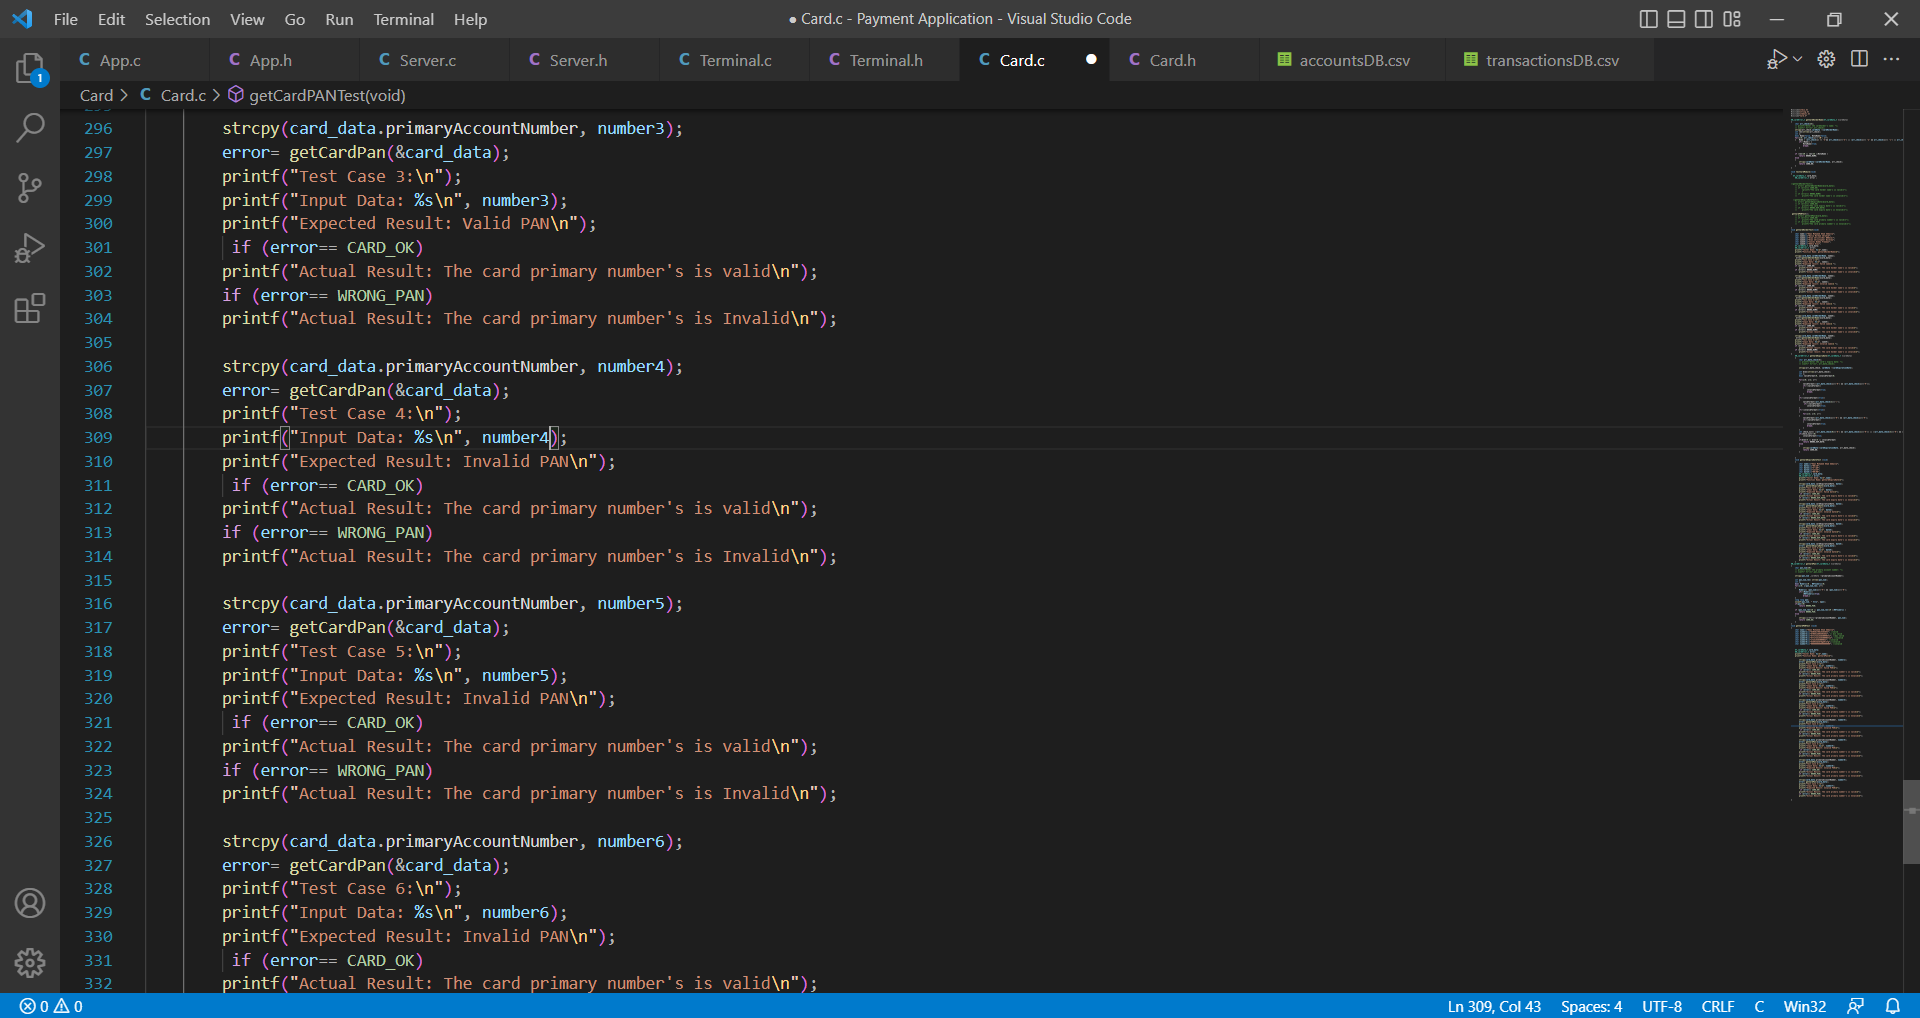 File Edit Selection View Go Run Terminal Help ● Card.c - Payment Application - Visual Studio Code
C App.c C App.h C Server.c C Server.h C Terminal.c C Terminal.h C Card.c ● C Card.h accountsDB.csv transactionsDB.csv
1
Card > C Card.c > getCardPANTest(void)
296 strcpy(card_data.primaryAccountNumber, number3);
297 error= getCardPan(&card_data);
298 printf("Test Case 3:\n");
299 printf("Input Data: %s\n", number3);
300 printf("Expected Result: Valid PAN\n");
301 if (error== CARD_OK)
302 printf("Actual Result: The card primary number's is valid\n");
303 if (error== WRONG_PAN)
304 printf("Actual Result: The card primary number's is Invalid\n");
305
306 strcpy(card_data.primaryAccountNumber, number4);
307 error= getCardPan(&card_data);
308 printf("Test Case 4:\n");
309 printf("Input Data: %s\n", number4);
310 printf("Expected Result: Invalid PAN\n");
311 if (error== CARD_OK)
312 printf("Actual Result: The card primary number's is valid\n");
313 if (error== WRONG_PAN)
314 printf("Actual Result: The card primary number's is Invalid\n");
315
316 strcpy(card_data.primaryAccountNumber, number5);
317 error= getCardPan(&card_data);
318 printf("Test Case 5:\n");
319 printf("Input Data: %s\n", number5);
320 printf("Expected Result: Invalid PAN\n");
321 if (error== CARD_OK)
322 printf("Actual Result: The card primary number's is valid\n");
323 if (error== WRONG_PAN)
324 printf("Actual Result: The card primary number's is Invalid\n");
325
326 strcpy(card_data.primaryAccountNumber, number6);
327 error= getCardPan(&card_data);
328 printf("Test Case 6:\n");
329 printf("Input Data: %s\n", number6);
330 printf("Expected Result: Invalid PAN\n");
331 if (error== CARD_OK)
332 printf("Actual Result: The card primary number's is valid\n");
0 0 Ln 309, Col 43 Spaces: 4 UTF-8 CRLF C Win32